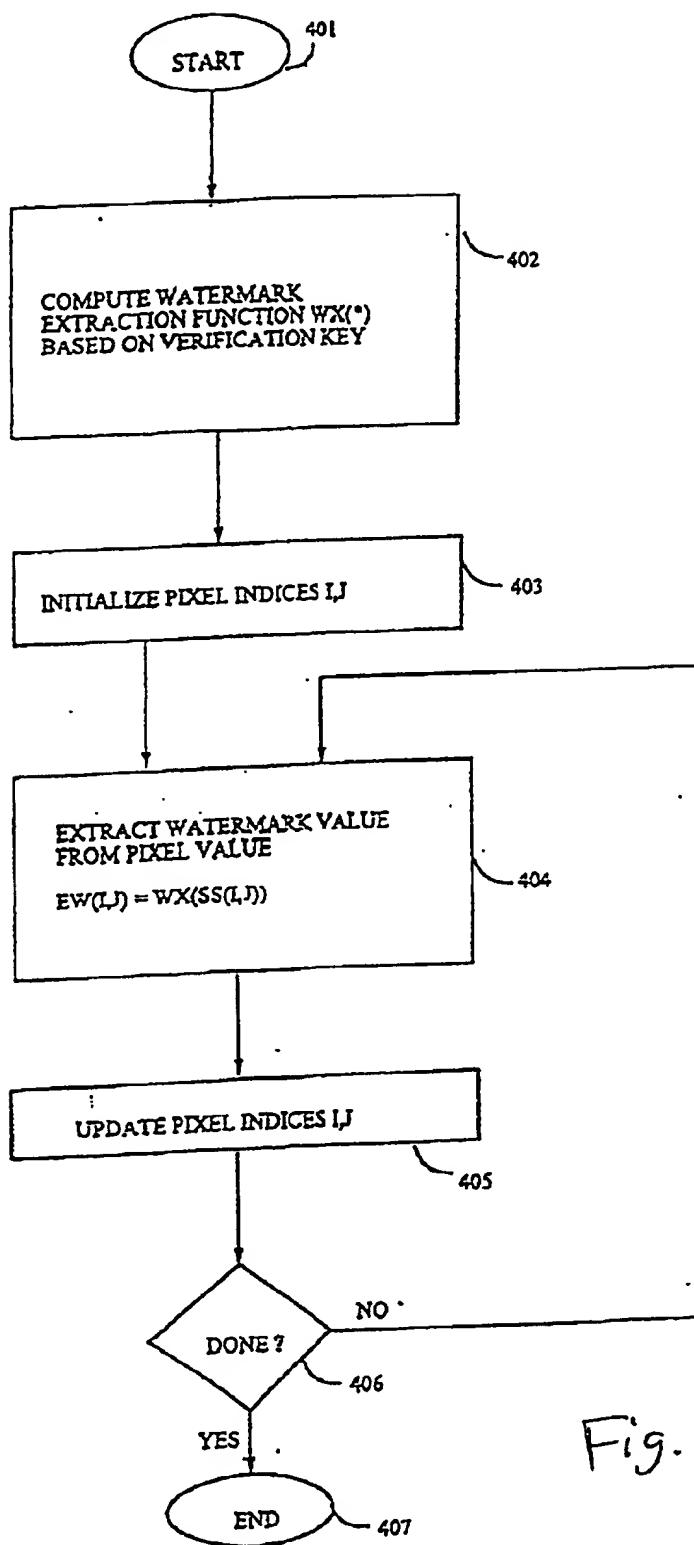 START
401
402
COMPUTE WATERMARK
EXTRACTION FUNCTION WX(*)
BASED ON VERIFICATION KEY
INITIALIZE PIXEL INDICES I,J
403
EXTRACT WATERMARK VALUE
FROM PIXEL VALUE
EW(I,J) = WX(SS(I,J))
404
UPDATE PIXEL INDICES I,J
405
DONE ?
NO
406
YES
END
407
Fig.